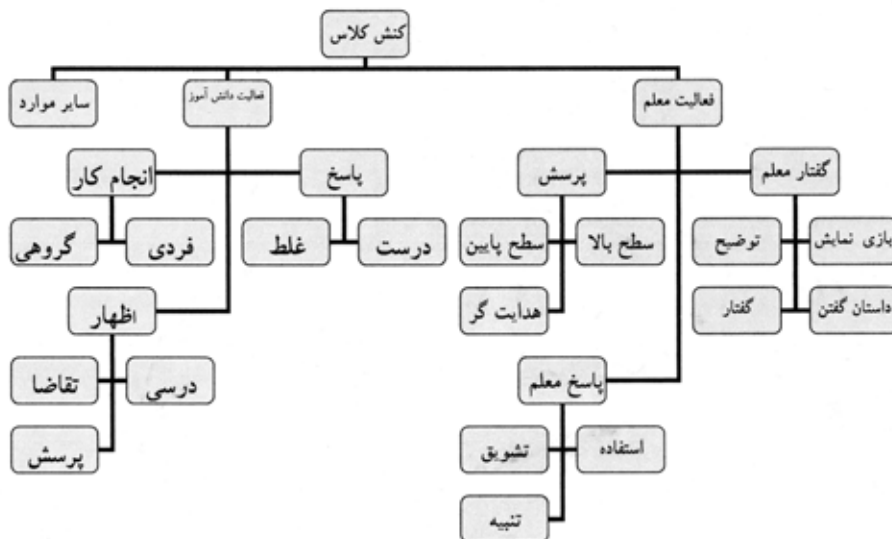 کنش کلاس
فعالیت معلم
فعالیت دانش آموز
سایر موارد
گفتار معلم
پرسش
پاسخ
انجام کار
بازی نمایش
توضیح
سطح بالا
سطح پایین
درست
غلط
فردی
گروهی
داستان گفتن
گفتار
هدایت گر
اظهار
پاسخ معلم
درسی
تقاضا
استفاده
تشویق
پرسش
تنبیه